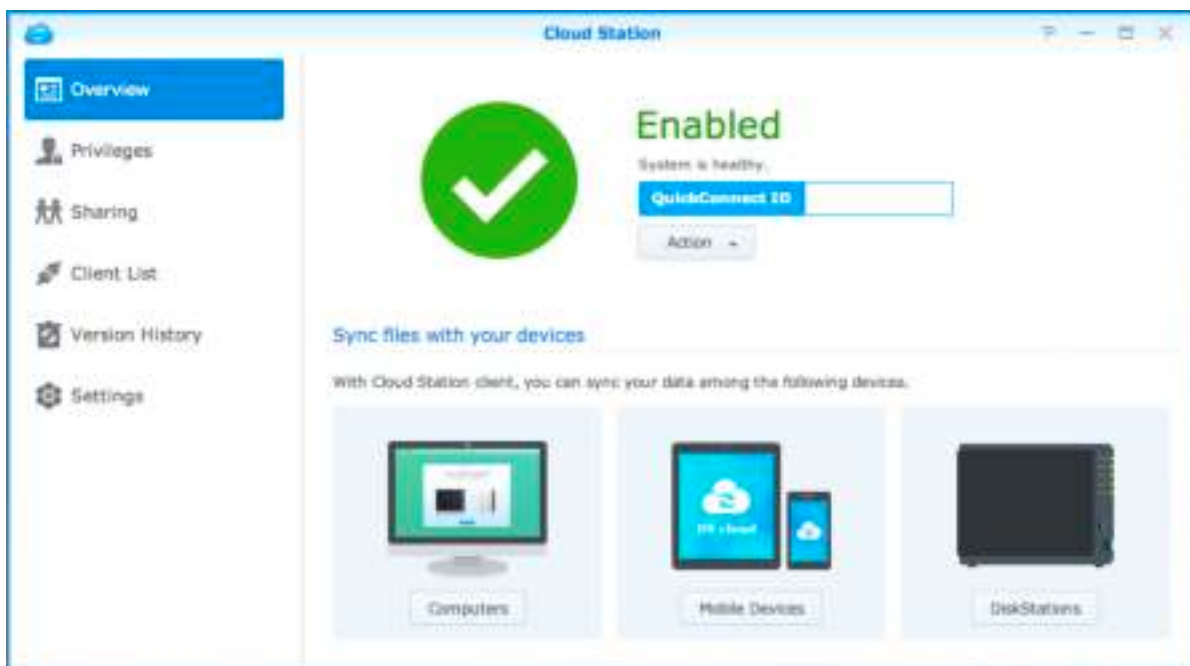 Cloud Station
Overview
Privileges
Sharing
Client List
Version History
Settings
Enabled
System is healthy.
QuickConnect ID
Action
Sync files with your devices
With Cloud Station client, you can sync your data among the following devices.
DS cloud
Computers
Mobile Devices
DiskStations